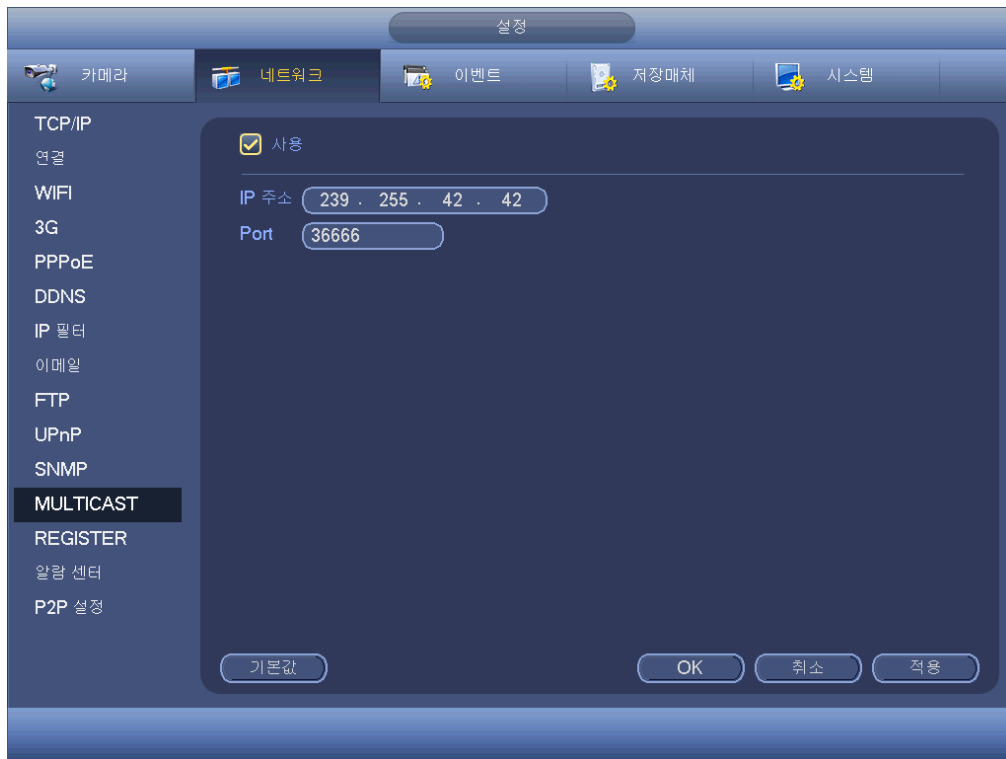 설정
카메라 네트워크 이벤트 저장매체 시스템
TCP/IP
연결
WIFI
3G
PPPoE
DDNS
IP 필터
이메일
FTP
UPnP
SNMP
MULTICAST
REGISTER
알람 센터
P2P 설정
사용
IP 주소 239 . 255 . 42 . 42
Port 36666
기본값 OK 취소 적용